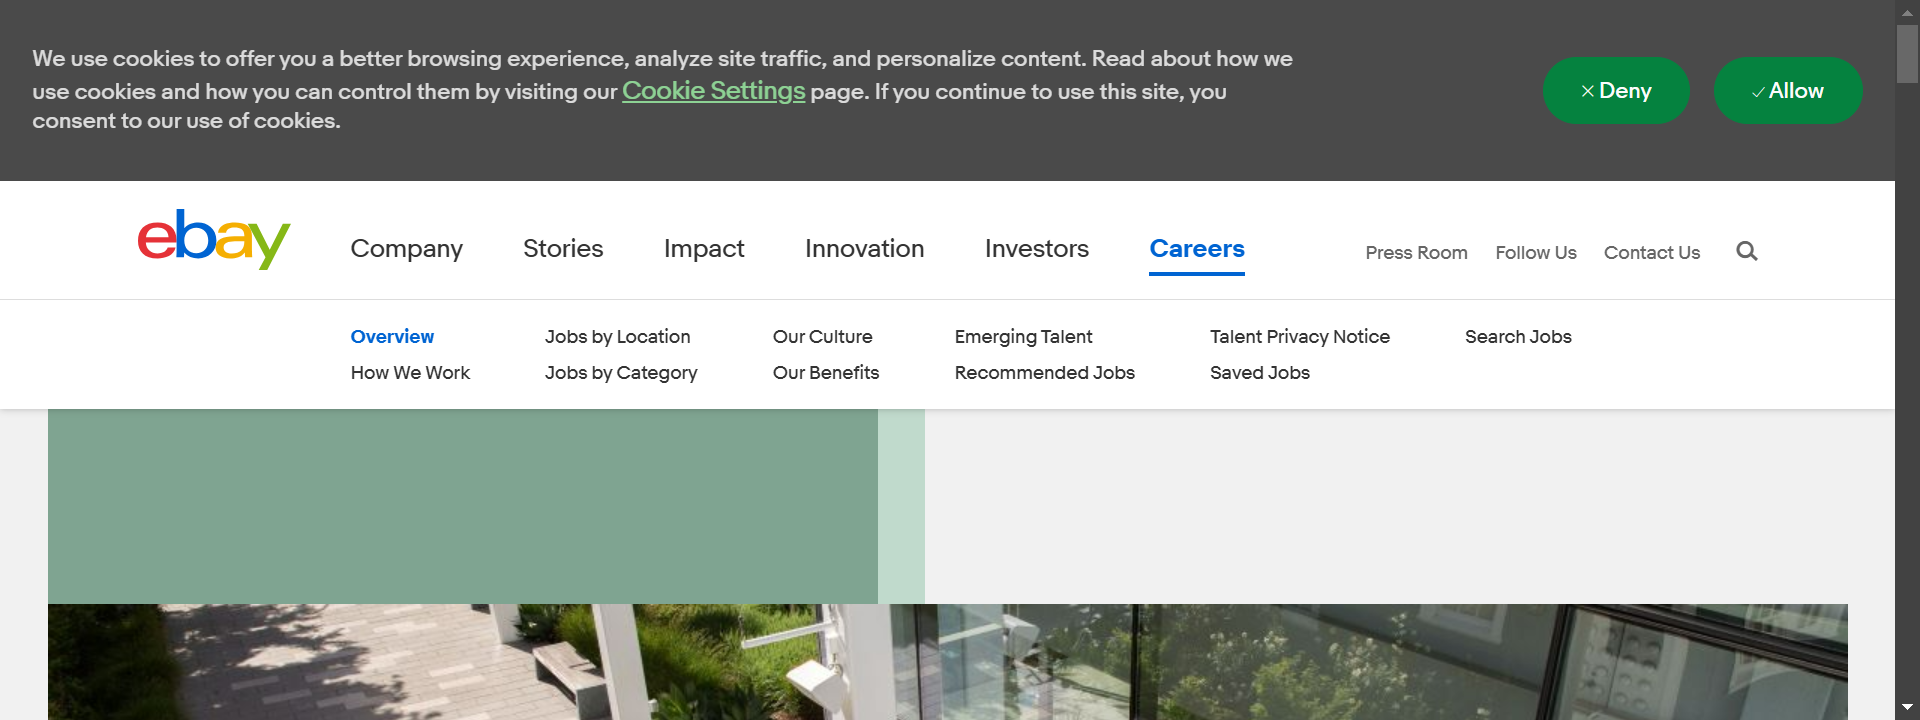 We use cookies to offer you a better browsing experience, analyze site traffic, and personalize content. Read about how we
use cookies and how you can control them by visiting our Cookie Settings page. If you continue to use this site, you
consent to our use of cookies.
Deny
Allow
ebay
Company
Stories
Impact
Innovation
Investors
Careers
Press Room
Follow Us
Contact Us
Overview
Jobs by Location
Our Culture
Emerging Talent
Talent Privacy Notice
Search Jobs
How We Work
Jobs by Category
Our Benefits
Recommended Jobs
Saved Jobs